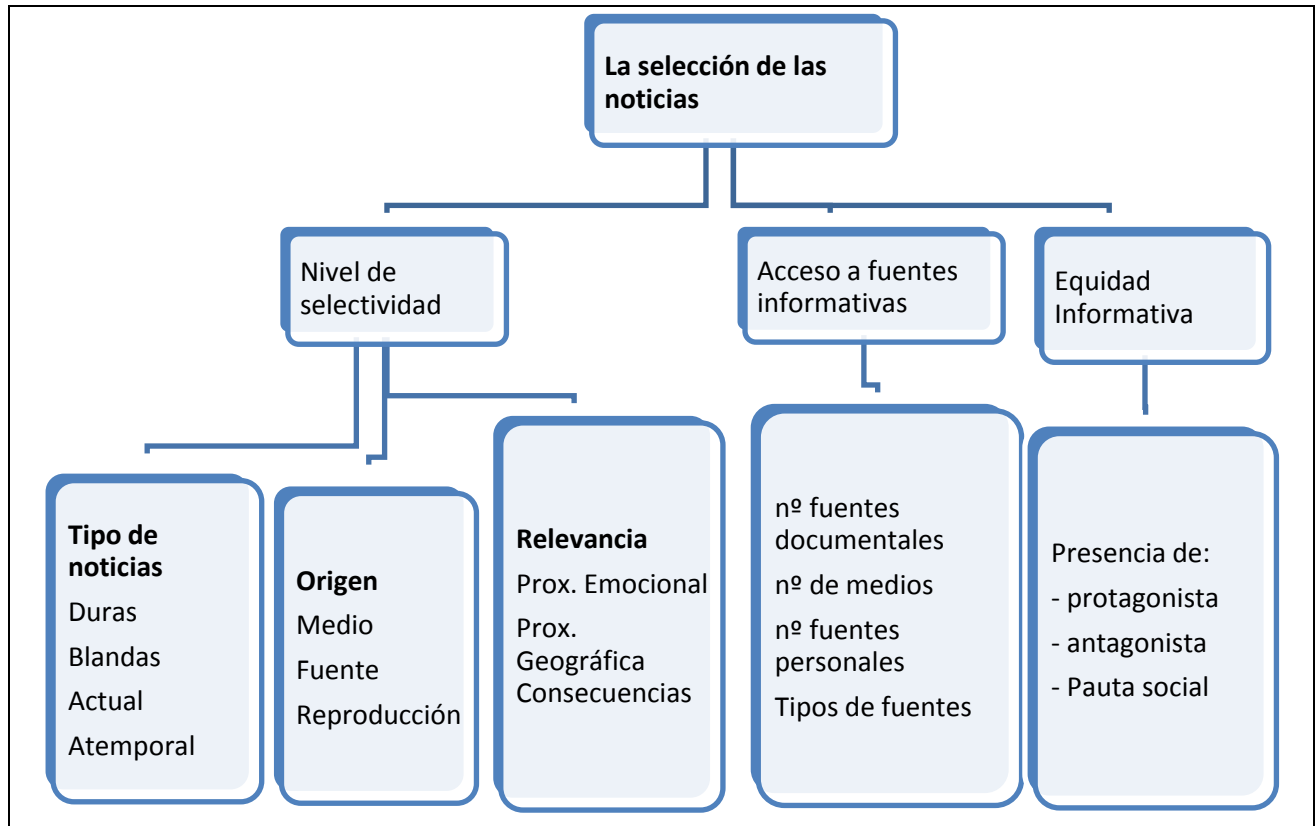 La selección de las
noticias
Nivel de
selectividad
Acceso a fuentes
informativas
Equidad
Informativa
Tipo de
noticias
Duras
Blandas
Actual
Atemporal
Origen
Medio
Fuente
Reproducción
Relevancia
Prox. Emocional
Prox.
Geográfica
Consecuencias
nº fuentes
documentales
nº de medios
nº fuentes
personales
Tipos de fuentes
Presencia de:
- protagonista
- antagonista
- Pauta social